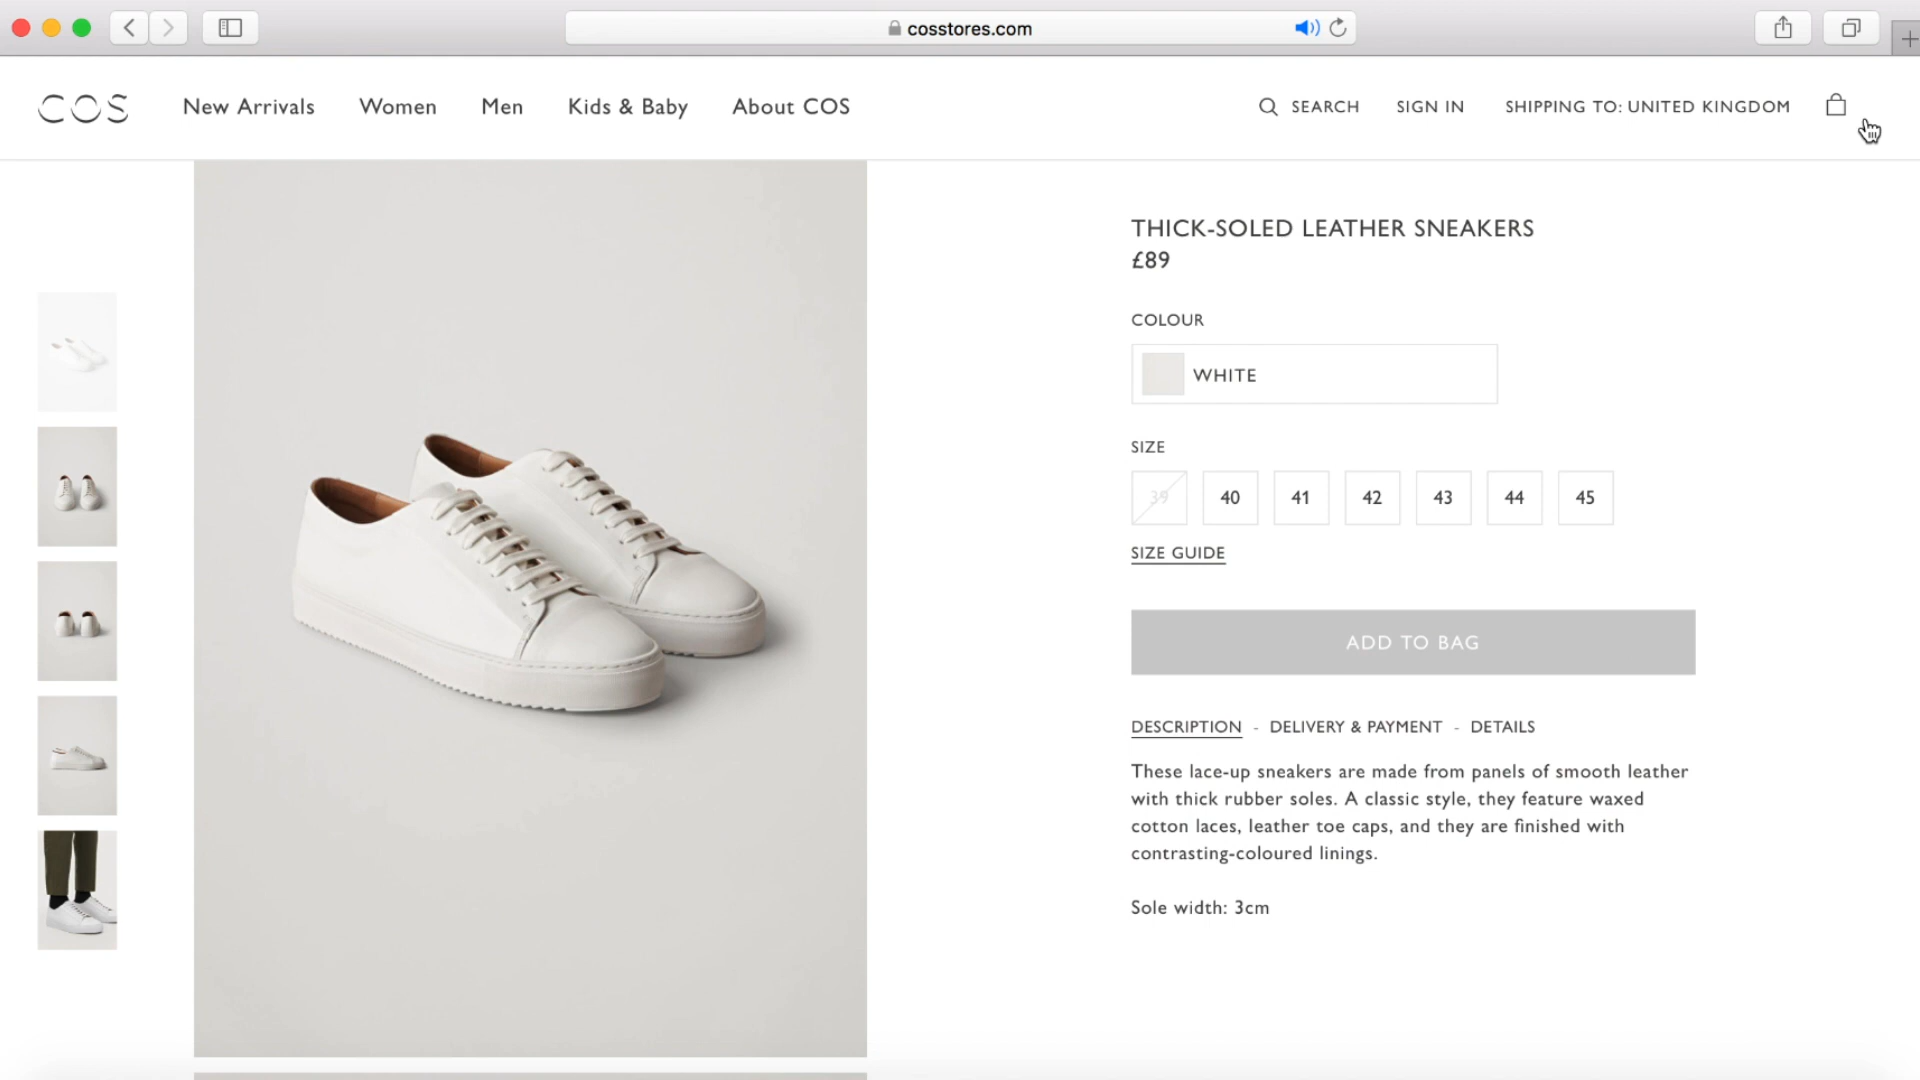 cosstores.com
COS
New Arrivals
Women
Men
Kids & Baby
About COS
SEARCH
SIGN IN
SHIPPING TO: UNITED KINGDOM
THICK-SOLED LEATHER SNEAKERS
£89
COLOUR
WHITE
SIZE
39
40
41
42
43
44
45
SIZE GUIDE
ADD TO BAG
DESCRIPTION - DELIVERY & PAYMENT - DETAILS
These lace-up sneakers are made from panels of smooth leather
with thick rubber soles. A classic style, they feature waxed
cotton laces, leather toe caps, and they are finished with
contrasting-coloured linings.
Sole width: 3cm